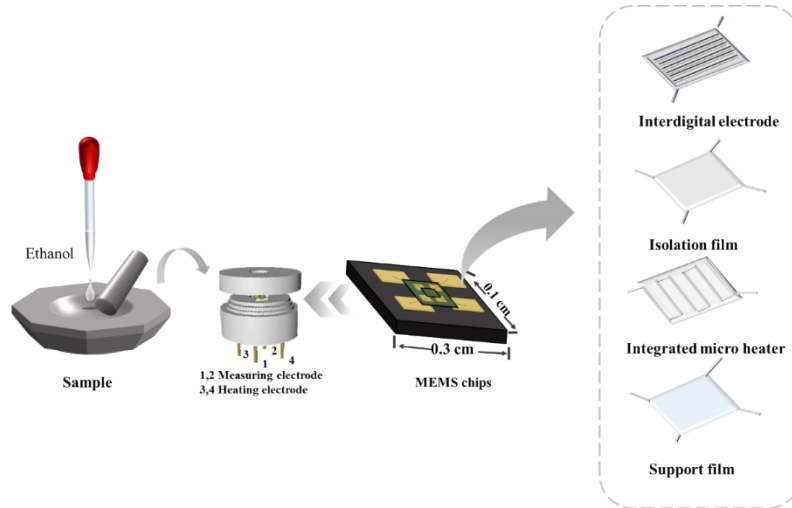 Ethanol
Sample
3
2
1
4
1,2 Measuring electrode
3,4 Heating electrode
0.1 cm
0.3 cm
MEMS chips
Interdigital electrode
Isolation film
Integrated micro heater
Support film